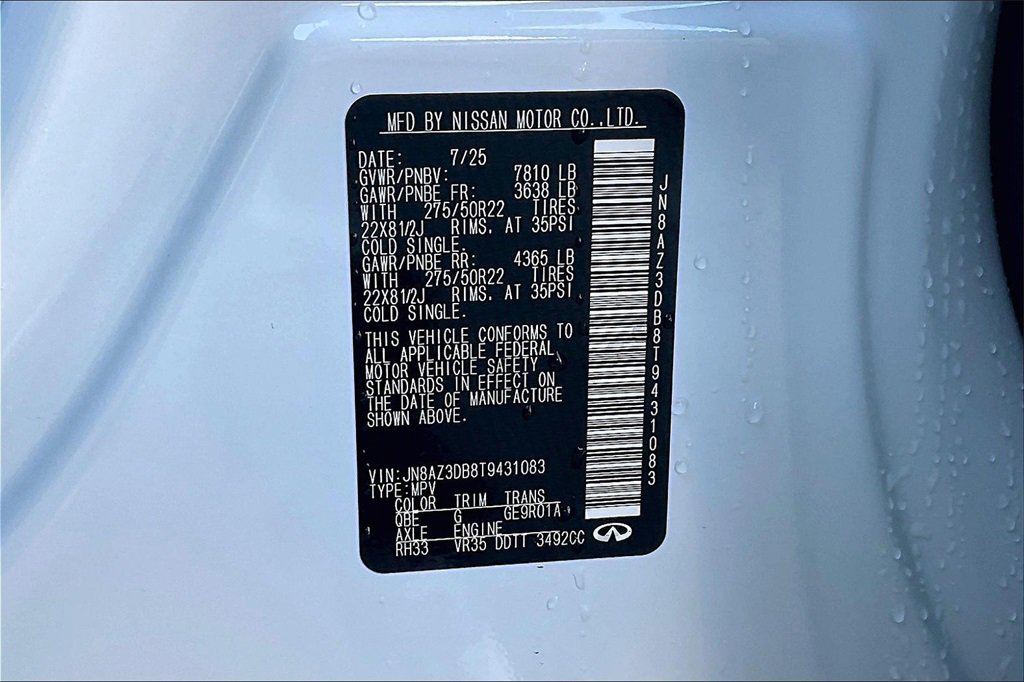 MFD BY NISSAN MOTOR CO.,LTD.
DATE: 7/25
GVWR/PNBV: 7810 LB
GAWR/PNBE FR: 3638 LB
WITH 275/50R22 TIRES
22X81/2J RIMS. AT 35PSI
COLD SINGLE.
GAWR/PNBE RR: 4365 LB
WITH 275/50R22 TIRES
22X81/2J RIMS. AT 35PSI
COLD SINGLE.
THIS VEHICLE CONFORMS TO
ALL APPLICABLE FEDERAL
MOTOR VEHICLE SAFETY
STANDARDS IN EFFECT ON
THE DATE OF MANUFACTURE
SHOWN ABOVE.
VIN:JN8AZ3DB8T9431083
TYPE:MPV
COLOR TRIM TRANS
QBE G GE9R01A
AXLE ENGINE
RH33 VR35 DDTT 3492CC
JN8AZ3DB8T9431083